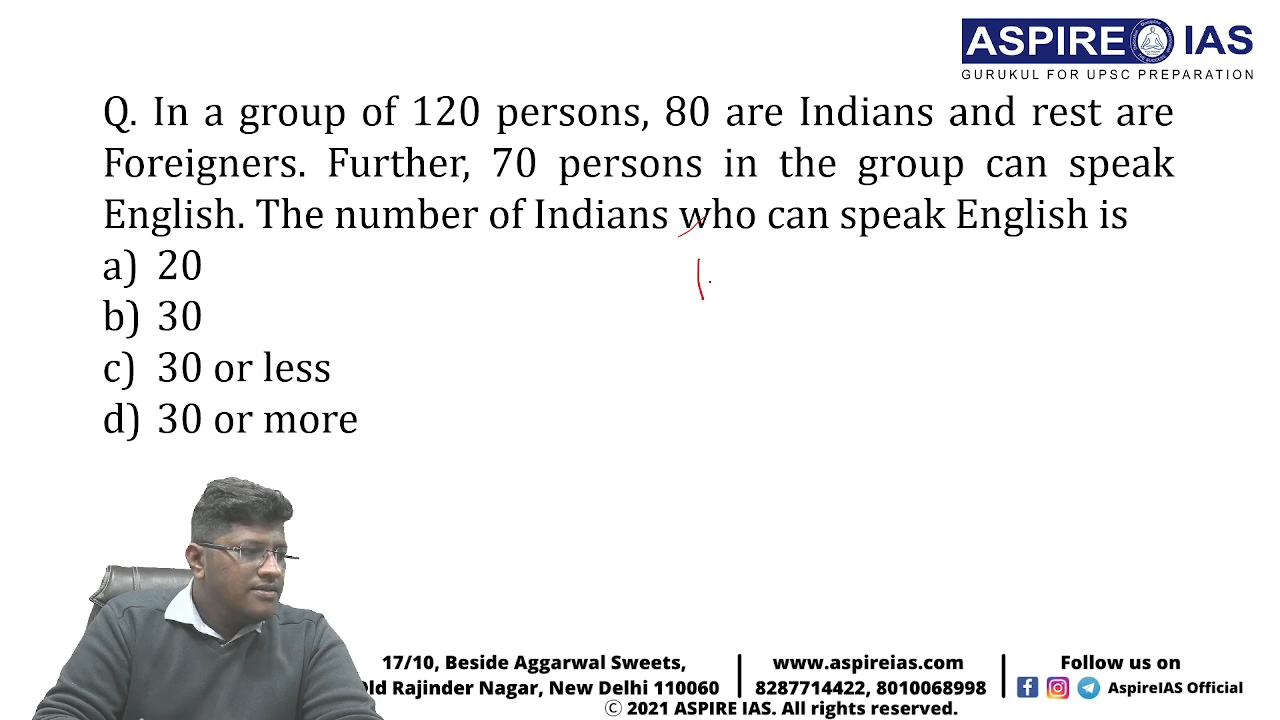 ASPIRE IAS
GURUKUL FOR UPSC PREPARATION
Q. In a group of 120 persons, 80 are Indians and rest are
Foreigners. Further, 70 persons in the group can speak
English. The number of Indians who can speak English is
a) 20
b) 30
c) 30 or less
d) 30 or more
17/10, Beside Aggarwal Sweets,
ld Rajinder Nagar, New Delhi 110060
www.aspireias.com
8287714422, 8010068998
Follow us on
AspireIAS Official
© 2021 ASPIRE IAS. All rights reserved.